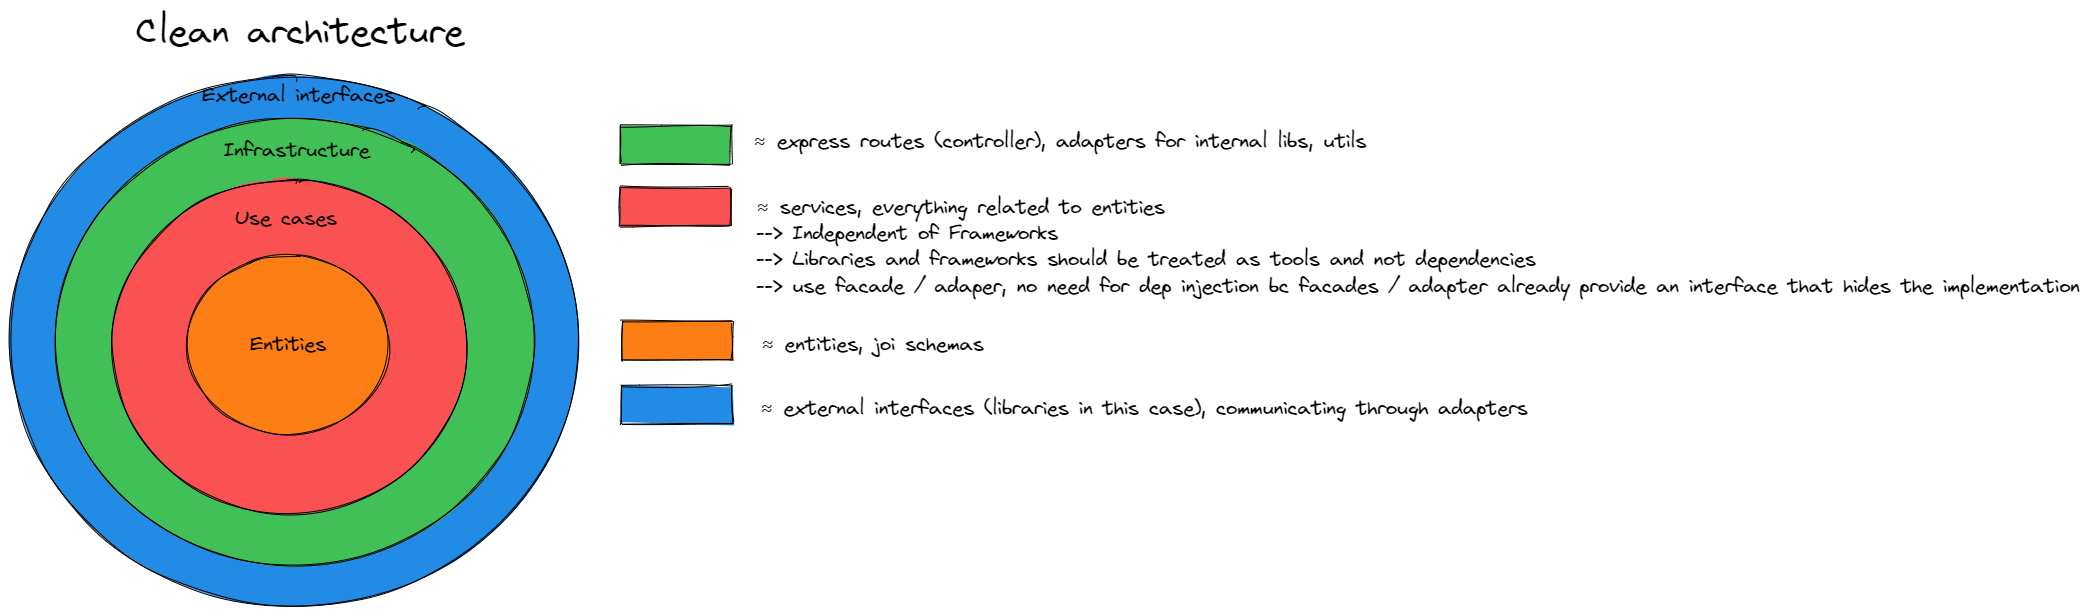 Clean architecture
External interfaces
Infrastructure
Use cases
Entities
≈ express routes (controller), adapters for internal libs, utils
≈ services, everything related to entities
--> Independent of Frameworks
--> Libraries and frameworks should be treated as tools and not dependencies
--> use facade / adaper, no need for dep injection bc facades / adapter already provide an interface that hides the implementation
≈ entities, joi schemas
≈ external interfaces (libraries in this case), communicating through adapters